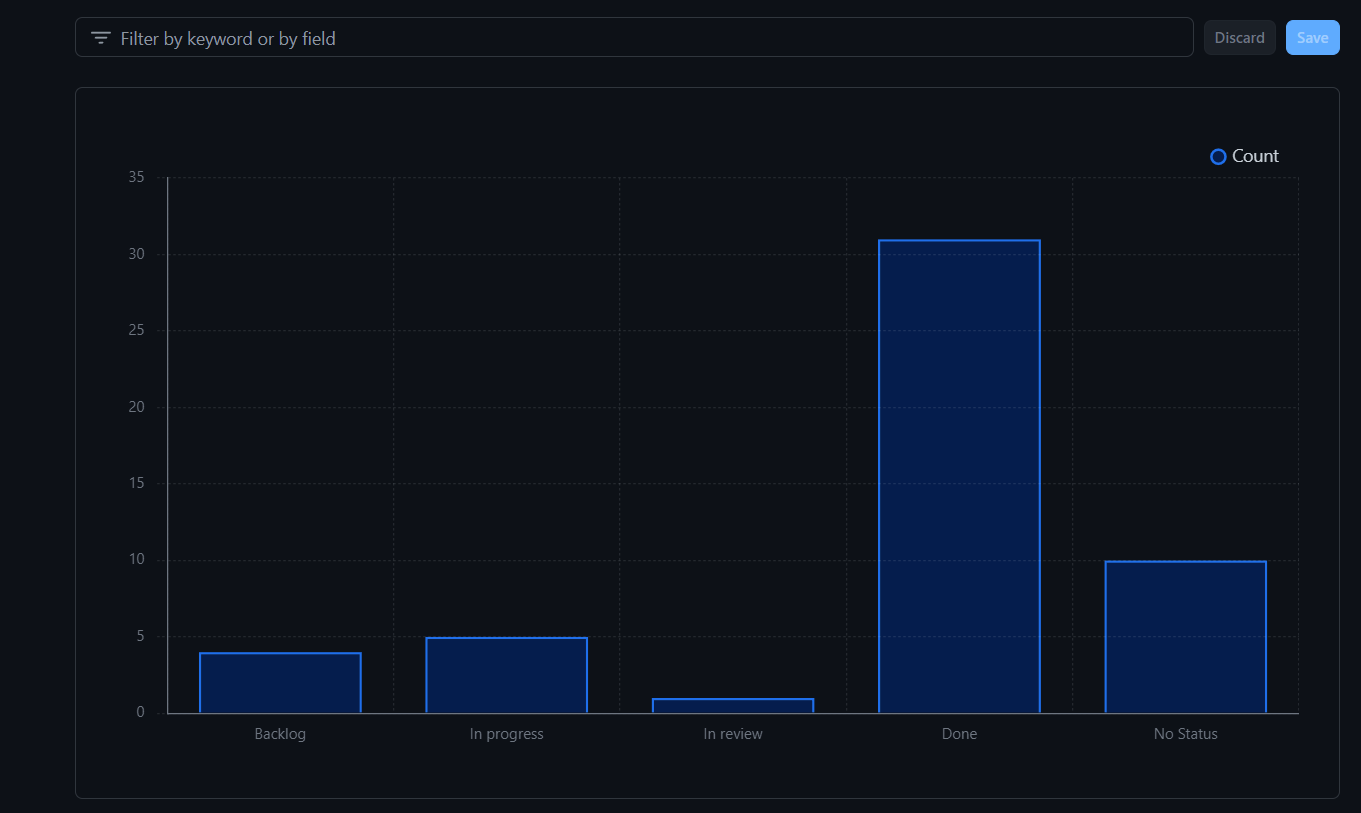 Filter by keyword or by field
Discard
Save
Count
35
30
25
20
15
10
5
0
Backlog
In progress
In review
Done
No Status